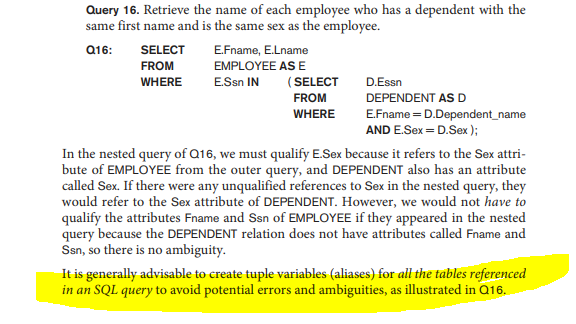 Query 16. Retrieve the name of each employee who has a dependent with the
same first name and is the same sex as the employee.
Q16: SELECT E.Fname, E.Lname
FROM EMPLOYEE AS E
WHERE E.Ssn IN ( SELECT D.Essn
FROM DEPENDENT AS D
WHERE E.Fname = D.Dependent_name
AND E.Sex = D.Sex );
In the nested query of Q16, we must qualify E.Sex because it refers to the Sex attri-
bute of EMPLOYEE from the outer query, and DEPENDENT also has an attribute
called Sex. If there were any unqualified references to Sex in the nested query, they
would refer to the Sex attribute of DEPENDENT. However, we would not have to
qualify the attributes Fname and Ssn of EMPLOYEE if they appeared in the nested
query because the DEPENDENT relation does not have attributes called Fname and
Ssn, so there is no ambiguity.
It is generally advisable to create tuple variables (aliases) for all the tables referenced
in an SQL query to avoid potential errors and ambiguities, as illustrated in Q16.